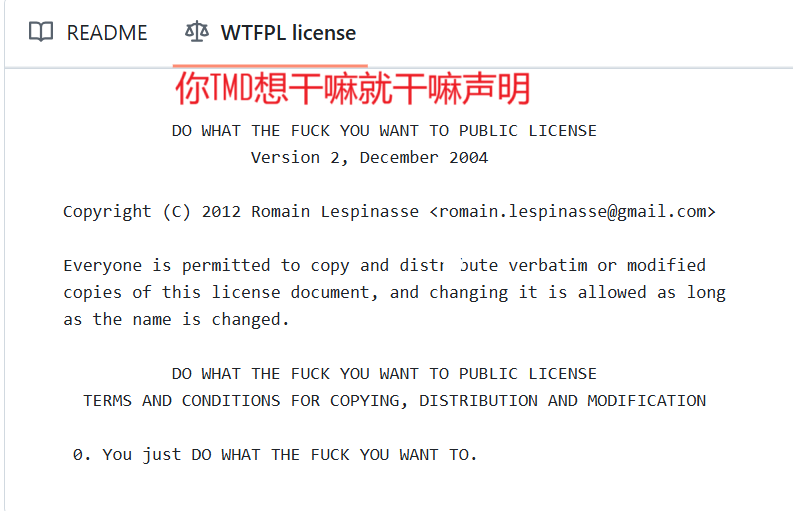 README WTFPL license
你TMD想干嘛就干嘛声明
DO WHAT THE FUCK YOU WANT TO PUBLIC LICENSE
Version 2, December 2004
Copyright (C) 2012 Romain Lespinasse <romain.lespinasse@gmail.com>
Everyone is permitted to copy and distr bute verbatim or modified
copies of this license document, and changing it is allowed as long
as the name is changed.
DO WHAT THE FUCK YOU WANT TO PUBLIC LICENSE
TERMS AND CONDITIONS FOR COPYING, DISTRIBUTION AND MODIFICATION
0. You just DO WHAT THE FUCK YOU WANT TO.